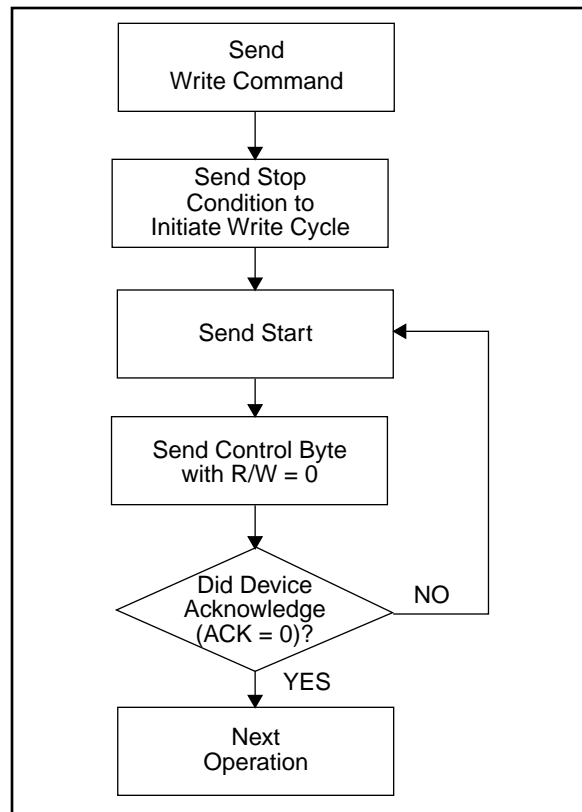 Send
Write Command
Send Stop
Condition to
Initiate Write Cycle
Send Start
Send Control Byte
with R/W = 0
Did Device
Acknowledge
(ACK = 0)?
NO
YES
Next
Operation